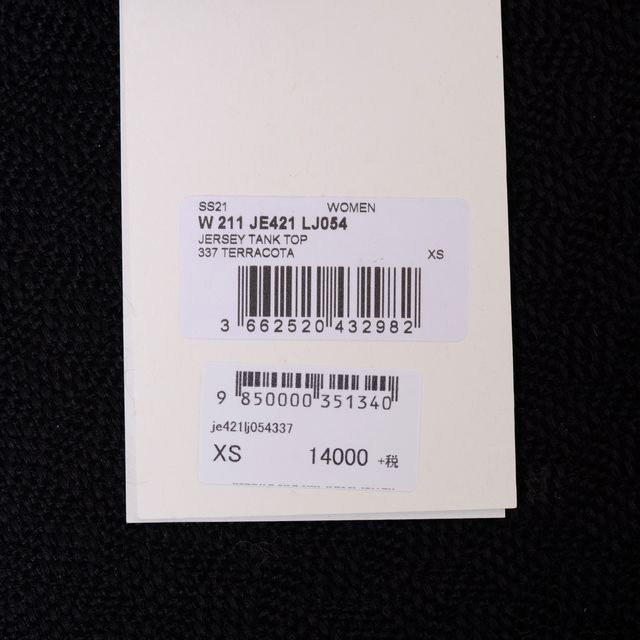 SS21 WOMEN
W 211 JE421 LJ054
JERSEY TANK TOP
337 TERRACOTA XS
3 662520 432982
9 850000 351340
je421lj054337
XS 14000 +税